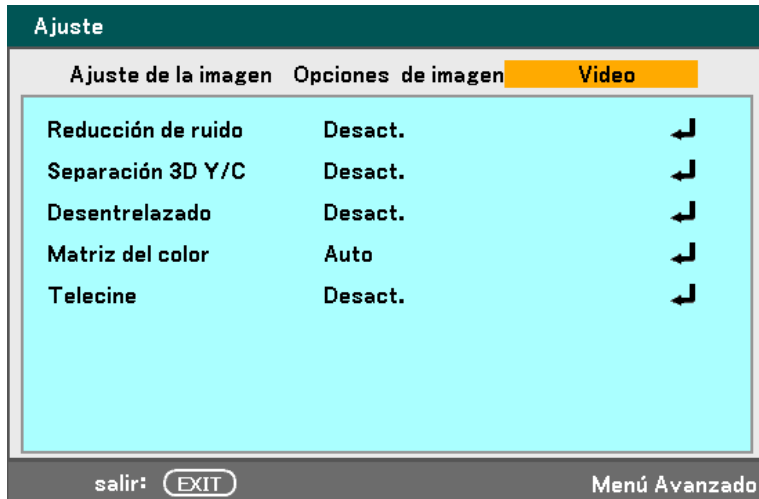 Ajuste
Ajuste de la imagen Opciones de imagen Video
Reducción de ruido Desact.
Separación 3D Y/C Desact.
Desentrelazado Desact.
Matriz del color Auto
Telecine Desact.
salir: EXIT Menú Avanzado